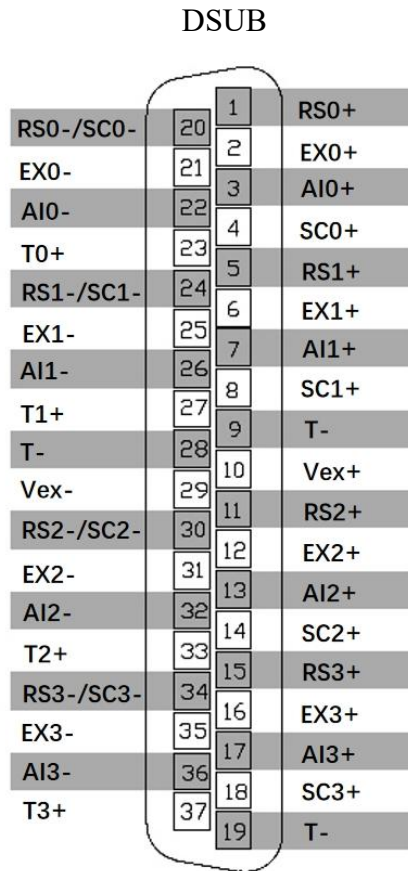 DSUB
1 RS0+
RS0-/SC0- 20
2 EX0+
EX0- 21
3 AI0+
AI0- 22
4 SC0+
T0+ 23
5 RS1+
RS1-/SC1- 24
6 EX1+
EX1- 25
7 AI1+
AI1- 26
8 SC1+
T1+ 27
9 T-
T- 28
10 Vex+
Vex- 29
11 RS2+
RS2-/SC2- 30
12 EX2+
EX2- 31
13 AI2+
AI2- 32
14 SC2+
T2+ 33
15 RS3+
RS3-/SC3- 34
16 EX3+
EX3- 35
17 AI3+
AI3- 36
18 SC3+
T3+ 37
19 T-